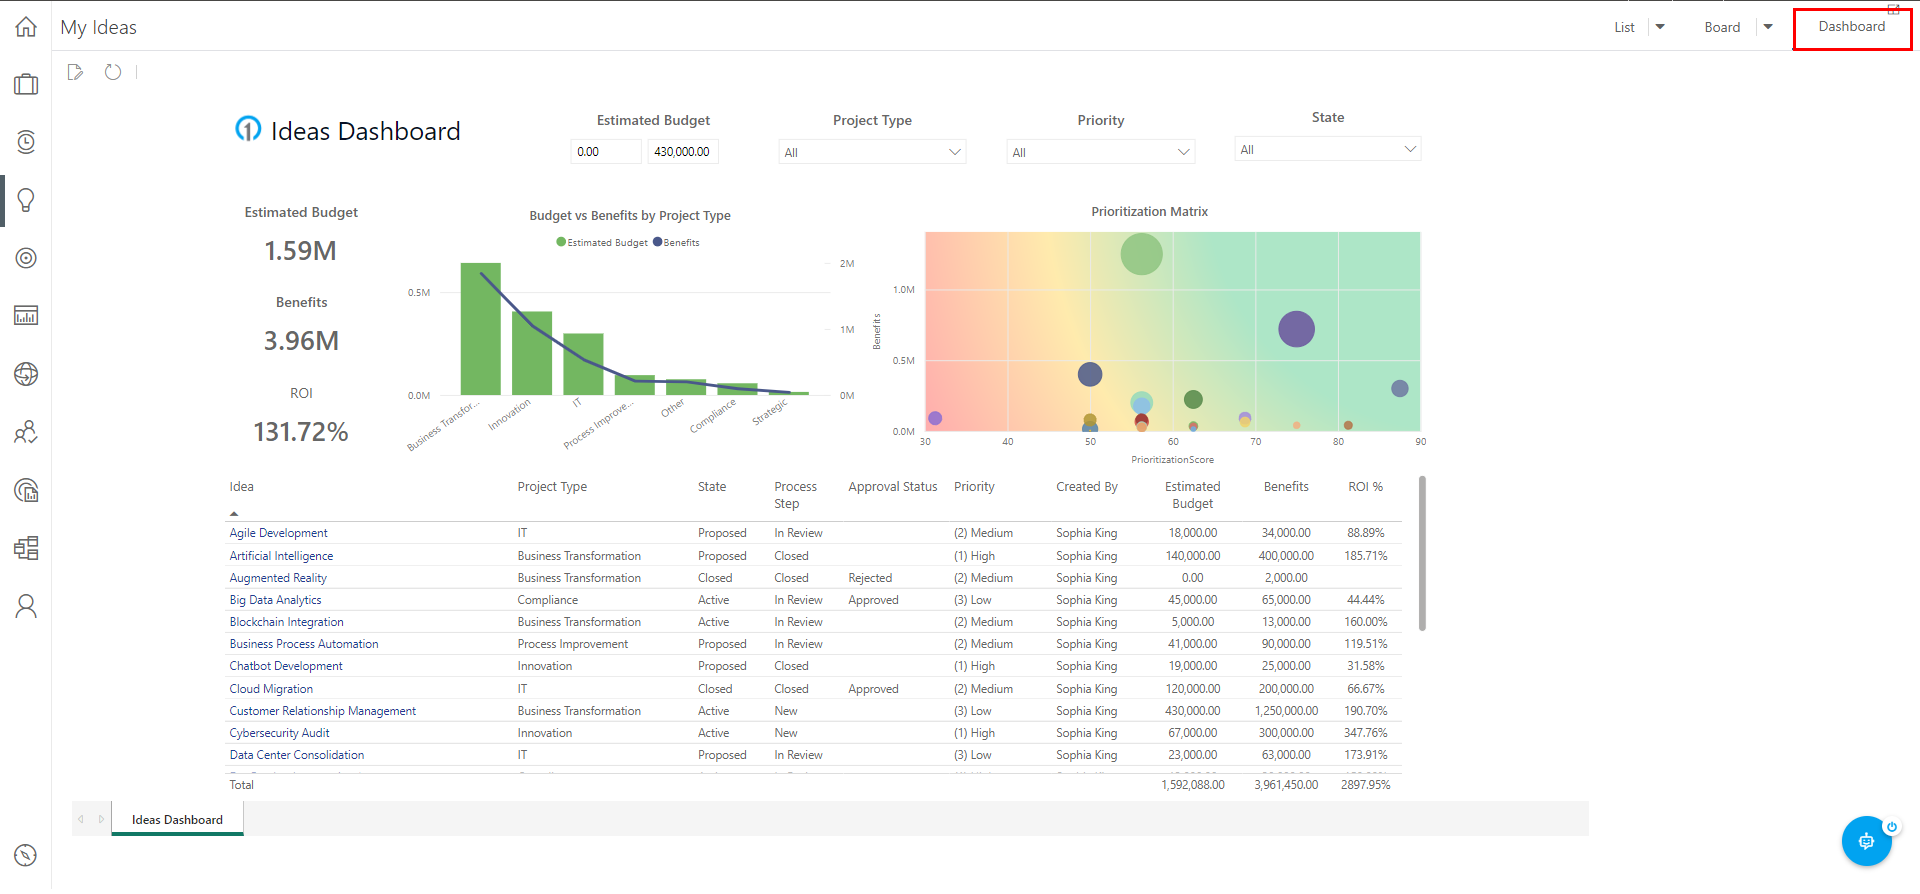 My Ideas
List
Board
Dashboard
Ideas Dashboard
Estimated Budget
0.00 430,000.00
Project Type
All
Priority
All
State
All
Estimated Budget
1.59M
Benefits
3.96M
ROI
131.72%
Budget vs Benefits by Project Type
Estimated Budget Benefits
2M
0.5M
1M
0.0M 0M
Business Transfor... Innovation IT Process Improve... Other Compliance Strategic
Prioritization Matrix
Benefits
1.0M
0.5M
0.0M
30 40 50 60 70 80 90
PrioritizationScore
Idea Project Type State Process Step Approval Status Priority Created By Estimated Budget Benefits ROI %
Agile Development IT Proposed In Review (2) Medium Sophia King 18,000.00 34,000.00 88.89%
Artificial Intelligence Business Transformation Proposed Closed (1) High Sophia King 140,000.00 400,000.00 185.71%
Augmented Reality Business Transformation Closed Closed Rejected (2) Medium Sophia King 0.00 2,000.00
Big Data Analytics Compliance Active In Review Approved (3) Low Sophia King 45,000.00 65,000.00 44.44%
Blockchain Integration Business Transformation Active In Review (2) Medium Sophia King 5,000.00 13,000.00 160.00%
Business Process Automation Process Improvement Proposed In Review (2) Medium Sophia King 41,000.00 90,000.00 119.51%
Chatbot Development Innovation Proposed Closed (1) High Sophia King 19,000.00 25,000.00 31.58%
Cloud Migration IT Closed Closed Approved (2) Medium Sophia King 120,000.00 200,000.00 66.67%
Customer Relationship Management Business Transformation Active New (3) Low Sophia King 430,000.00 1,250,000.00 190.70%
Cybersecurity Audit Innovation Active New (1) High Sophia King 67,000.00 300,000.00 347.76%
Data Center Consolidation IT Proposed In Review (3) Low Sophia King 23,000.00 63,000.00 173.91%
Total 1,592,088.00 3,961,450.00 2897.95%
Ideas Dashboard